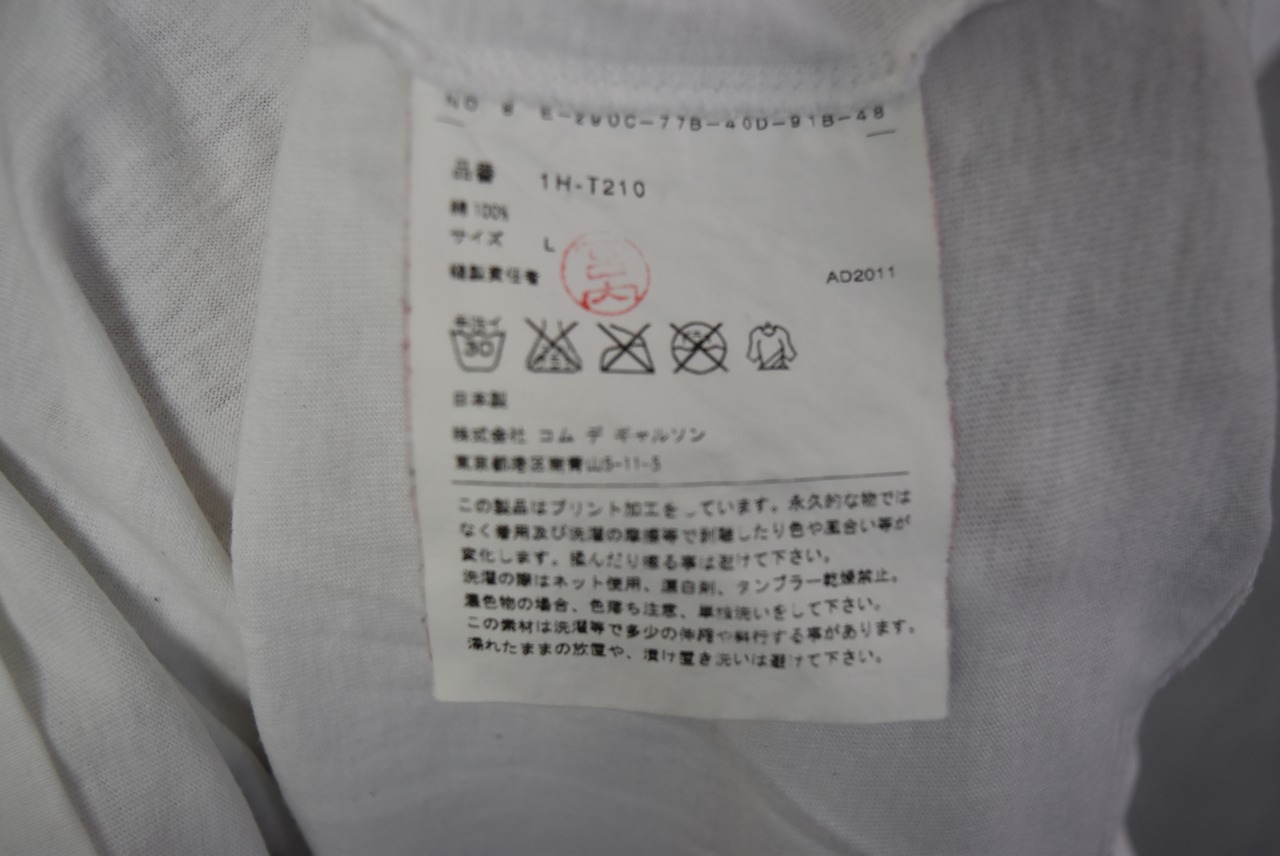 品番 1H-T210
綿 100%
サイズ L
縫製責任者
AD2011
30
日本製
株式会社 コム デ ギャルソン
東京都港区南青山5-11-5
この製品はプリント加工をしています。永久的な物では
なく着用及び洗濯の摩擦等で剥離したり色や風合い等が
変化します。揉んだり擦る事は避けて下さい。
洗濯の際はネット使用、漂白剤、タンブラー乾燥禁止。
濃色物の場合、色落ち注意、単独洗いをして下さい。
この素材は洗濯等で多少の伸縮や斜行する事があります。
濡れたままの放置や、漬け置き洗いは避けて下さい。